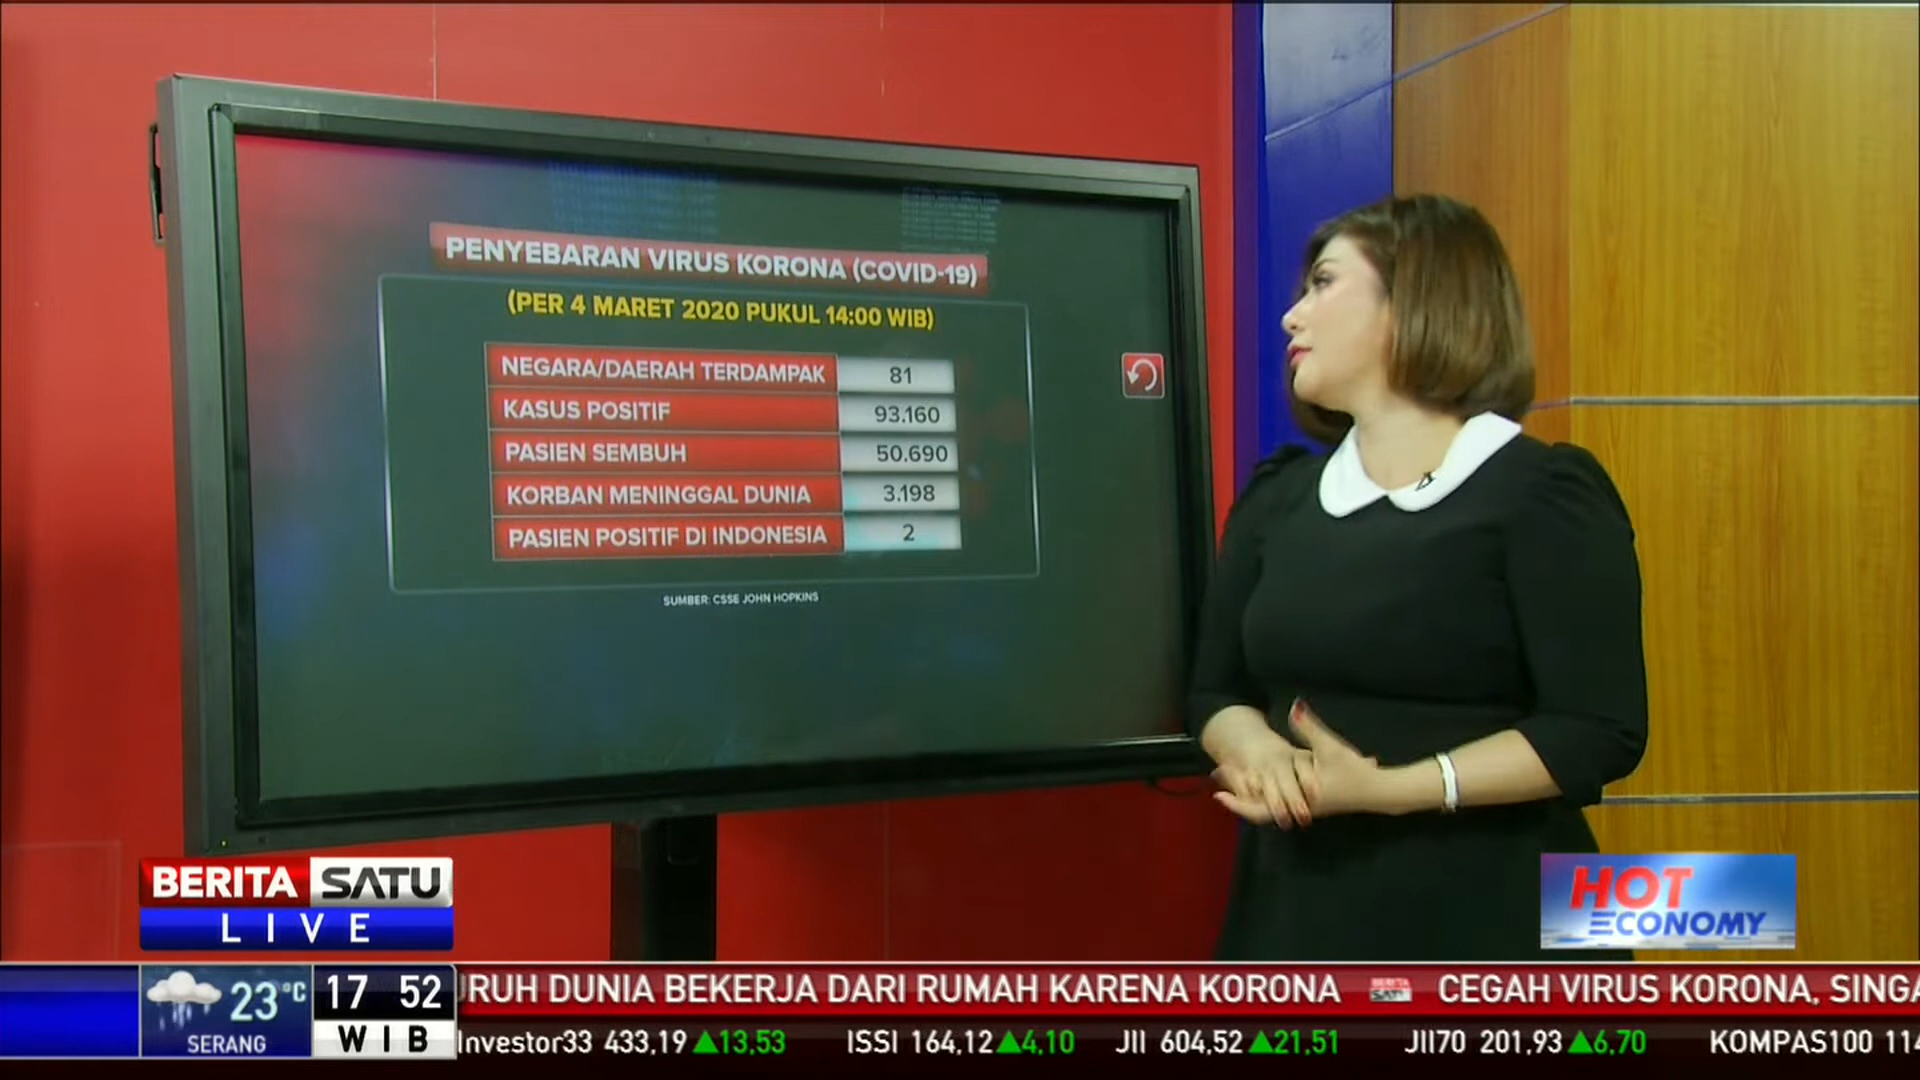 PENYEBARAN VIRUS KORONA (COVID-19)
(PER 4 MARET 2020 PUKUL 14:00 WIB)
NEGARA/DAERAH TERDAMPAK 81
KASUS POSITIF 93.160
PASIEN SEMBUH 50.690
KORBAN MENINGGAL DUNIA 3.198
PASIEN POSITIF DI INDONESIA 2
SUMBER: CSSE JOHN HOPKINS
BERITA SATU
LIVE
HOT
ECONOMY
23°C
SERANG
17 52
WIB
URUH DUNIA BEKERJA DARI RUMAH KARENA KORONA BERITA SATU CEGAH VIRUS KORONA, SINGA
Investor33 433,19 ▲13,53 ISSI 164,12 ▲4,10 JII 604,52 ▲21,51 JII70 201,93 ▲6,70 KOMPAS100 114